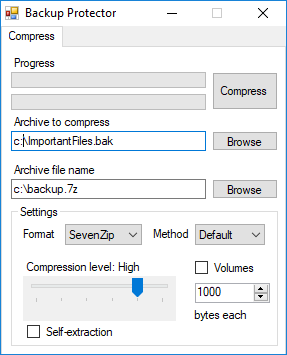 Backup Protector
Compress
Progress
Compress
Archive to compress
c:\ImportantFiles.bak
Browse
Archive file name
c:\backup.7z
Browse
Settings
Format SevenZip Method Default
Compression level: High
Volumes
1000
bytes each
Self-extraction